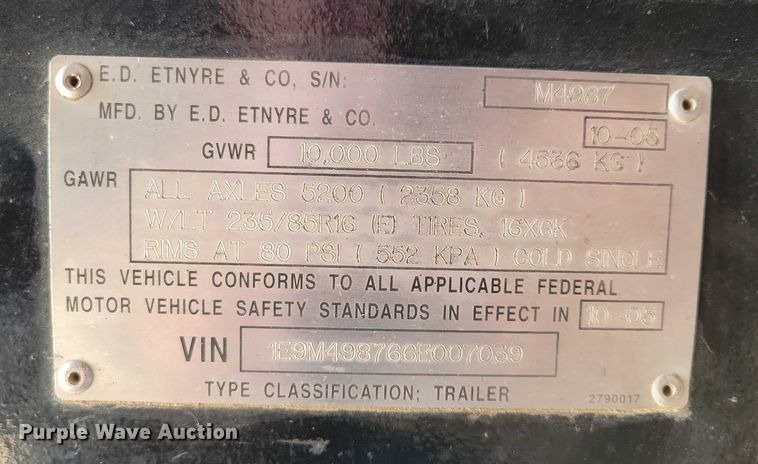 E.D. ETNYRE & CO, S/N: M4987
MFD. BY E.D. ETNYRE & CO. 10-05
GVWR 10,000 LBS ( 4536 KG )
GAWR ALL AXLES 5200 ( 2358 KG )
W/LT 235/85R16 (E) TIRES, 16X6K
RIMS AT 80 PSI ( 552 KPA ) COLD SINGLE
THIS VEHICLE CONFORMS TO ALL APPLICABLE FEDERAL
MOTOR VEHICLE SAFETY STANDARDS IN EFFECT IN 10-05
VIN 1E9M498766E007039
TYPE CLASSIFICATION; TRAILER 2790017
Purple Wave Auction